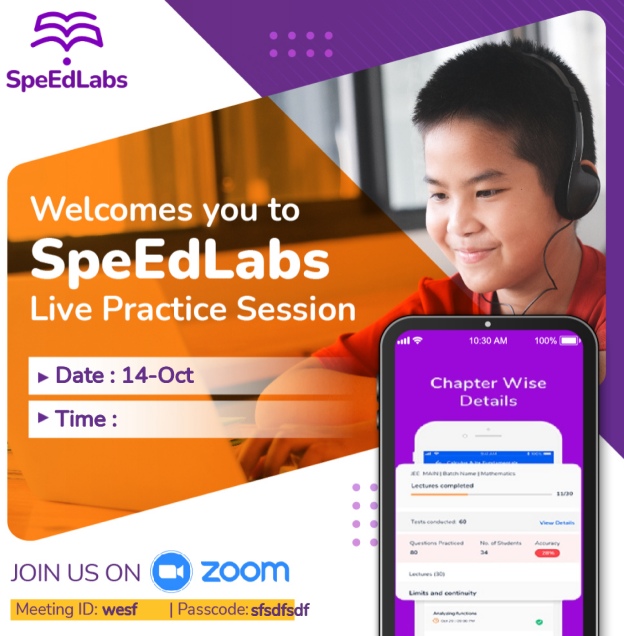 SpeEdLabs
Welcomes you to
SpeEdLabs
Live Practice Session
Date : 14-Oct
Time :
10:30 AM 100%
Chapter Wise
Details
JEE MAIN | Batch Name | Mathematics
Lectures completed
11/30
Tests conducted: 60 View Details
Questions Practiced No. of Students Accuracy
80 34 20%
Lectures (30)
Limits and continuity
Analyzing functions
JOIN US ON zoom
Meeting ID: wesf | Passcode: sfsdfsdf